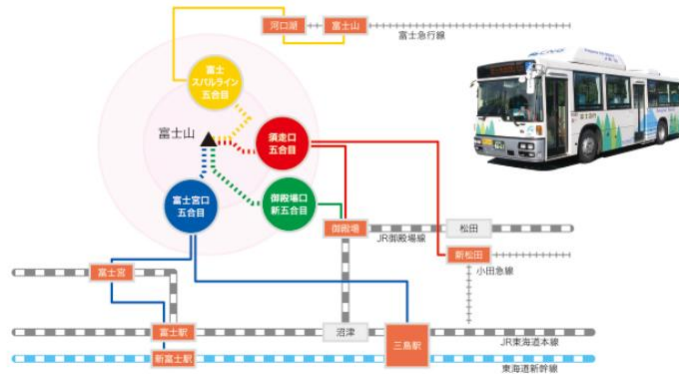 河口湖
富士山
富士急行線
富士
スバルライン
五合目
富士山
須走口
五合目
富士宮口
五合目
御殿場口
新五合目
御殿場
松田
JR御殿場線
新松田
小田急線
富士宮
富士駅
沼津
三島駅
JR東海道本線
新富士駅
東海道新幹線